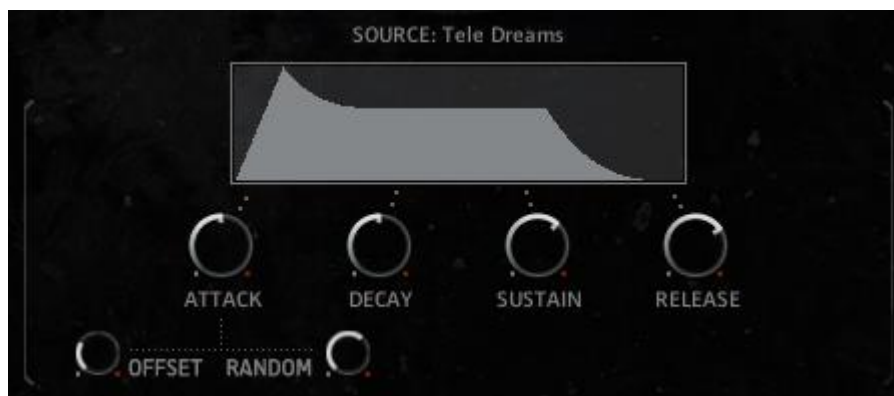 SOURCE: Tele Dreams
ATTACK DECAY SUSTAIN RELEASE
OFFSET RANDOM